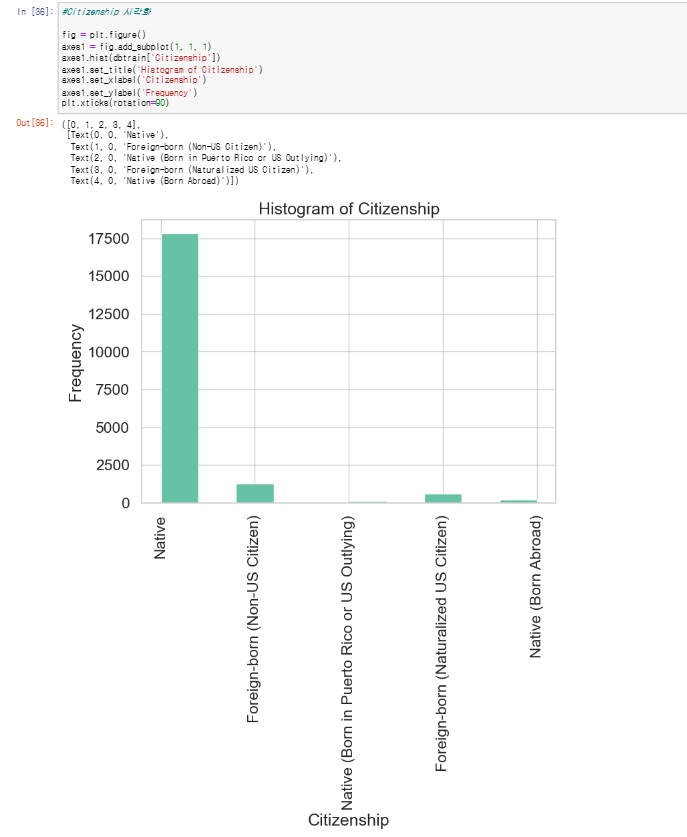 In [86]: #Citizenship 시각화
fig = plt.figure()
axes1 = fig.add_subplot(1, 1, 1)
axes1.hist(dbtrain['Citizenship'])
axes1.set_title('Histogram of Citizenship')
axes1.set_xlabel('Citizenship')
axes1.set_ylabel('Frequency')
plt.xticks(rotation=90)
Out[86]: ([0, 1, 2, 3, 4],
[Text(0, 0, 'Native'),
Text(1, 0, 'Foreign-born (Non-US Citizen)'),
Text(2, 0, 'Native (Born in Puerto Rico or US Outlying)'),
Text(3, 0, 'Foreign-born (Naturalized US Citizen)'),
Text(4, 0, 'Native (Born Abroad)')])
Histogram of Citizenship
Frequency
17500
15000
12500
10000
7500
5000
2500
0
Native
Foreign-born (Non-US Citizen)
Native (Born in Puerto Rico or US Outlying)
Foreign-born (Naturalized US Citizen)
Native (Born Abroad)
Citizenship